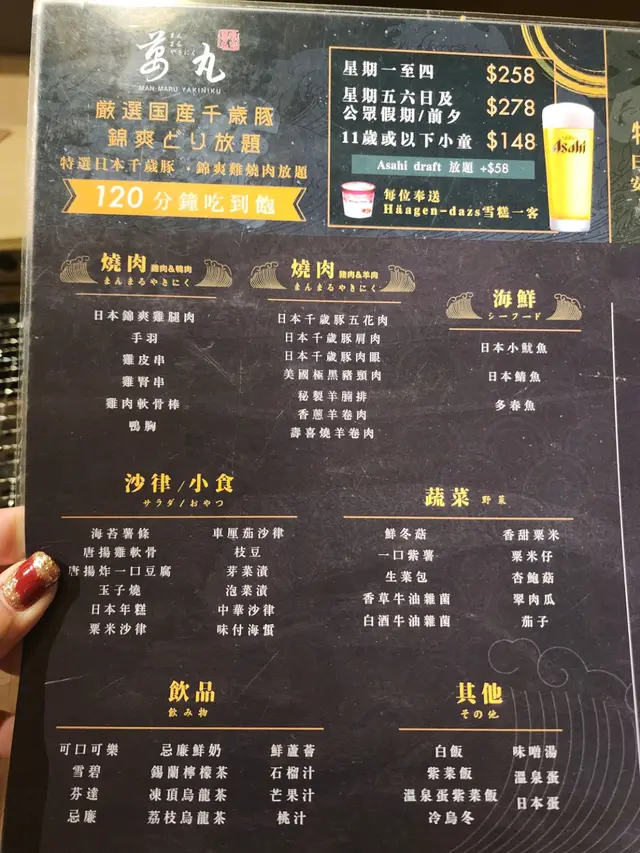 まん
まる
やきにく
萬丸
MAN-MARU YAKINIKU
厳選国産千歳豚
錦爽どり放題
特選日本千歳豚・錦爽雞燒肉放題
120分鐘吃到飽
星期一至四 $258
星期五六日及
公眾假期/前夕 $278
11歲或以下小童 $148
Asahi draft 放題 +$58
每位奉送
Häagen-dazs雪糕一客
Asahi
燒肉 雞肉&鴨肉
まんまるやきにく
日本錦爽雞腿肉
手羽
雞皮串
雞腎串
雞肉軟骨棒
鴨胸
燒肉 豬肉&羊肉
まんまるやきにく
日本千歳豚五花肉
日本千歳豚肩肉
日本千歳豚肉眼
美國極黑豬頸肉
秘製羊腩排
香蔥羊卷肉
壽喜燒羊卷肉
海鮮
シーフード
日本小魷魚
日本鯖魚
多春魚
沙律/小食
サラダ/おやつ
海苔薯條
唐揚雞軟骨
唐揚炸一口豆腐
玉子燒
日本年糕
粟米沙律
車厘茄沙律
枝豆
芽菜漬
泡菜漬
中華沙律
味付海蜇
蔬菜 野菜
鮮冬菇
一口紫薯
生菜包
香草牛油雜菌
白酒牛油雜菌
香甜粟米
粟米仔
杏鮑菇
翠肉瓜
茄子
飲品
飲み物
可口可樂
雪碧
芬達
忌廉
忌廉鮮奶
錫蘭檸檬茶
凍頂烏龍茶
荔枝烏龍茶
鮮蘆薈
石榴汁
芒果汁
桃汁
其他
その他
白飯
紫菜飯
溫泉蛋紫菜飯
冷烏冬
味噌湯
溫泉蛋
日本蛋